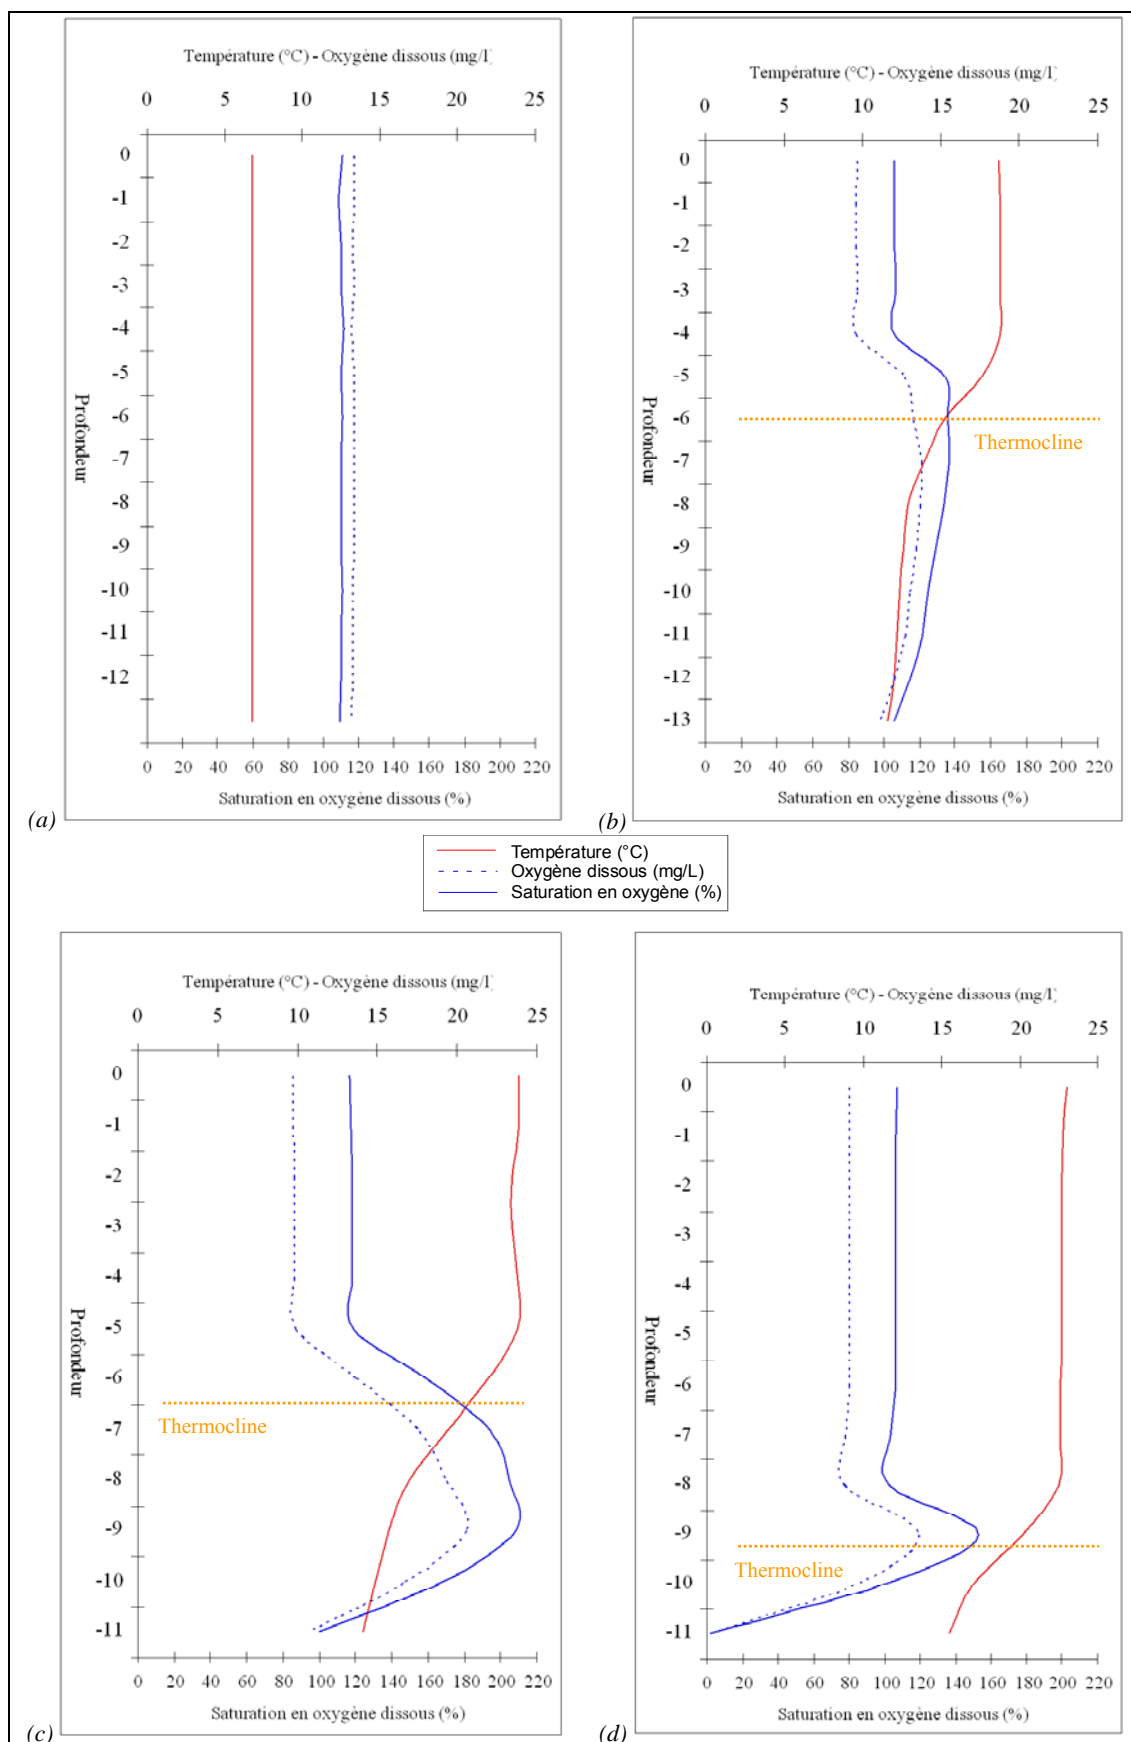 Température (°C) - Oxygène dissous (mg/l)
0 5 10 15 20 25
0
-1
-2
-3
-4
-5
-6
-7
-8
-9
-10
-11
-12
Profondeur
0 20 40 60 80 100 120 140 160 180 200 220
Saturation en oxygène dissous (%)
(a)
Température (°C) - Oxygène dissous (mg/l)
0 5 10 15 20 25
0
-1
-2
-3
-4
-5
-6
-7
-8
-9
-10
-11
-12
-13
Profondeur
Thermocline
0 20 40 60 80 100 120 140 160 180 200 220
Saturation en oxygène dissous (%)
(b)
Température (°C)
Oxygène dissous (mg/L)
Saturation en oxygène (%)
Température (°C) - Oxygène dissous (mg/l)
0 5 10 15 20 25
0
-1
-2
-3
-4
-5
-6
-7
-8
-9
-10
-11
Profondeur
Thermocline
0 20 40 60 80 100 120 140 160 180 200 220
Saturation en oxygène dissous (%)
(c)
Température (°C) - Oxygène dissous (mg/l)
0 5 10 15 20 25
0
-1
-2
-3
-4
-5
-6
-7
-8
-9
-10
-11
Profondeur
Thermocline
0 20 40 60 80 100 120 140 160 180 200 220
Saturation en oxygène dissous (%)
(d)